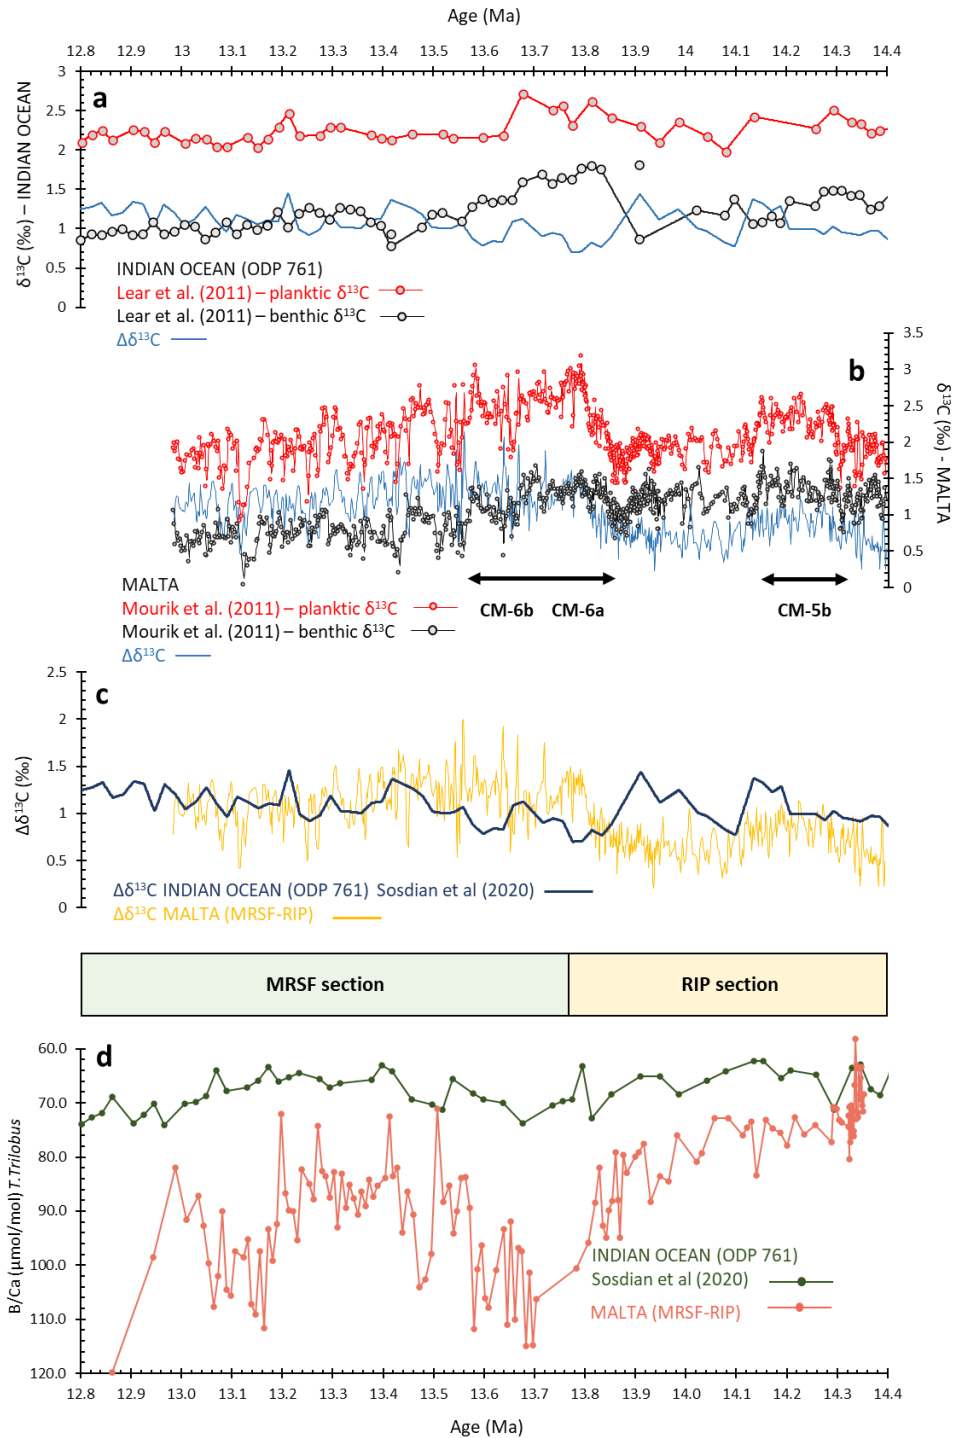 Age (Ma)
12.8 12.9 13 13.1 13.2 13.3 13.4 13.5 13.6 13.7 13.8 13.9 14 14.1 14.2 14.3 14.4
a
δ¹³C (‰) – INDIAN OCEAN
3
2.5
2
1.5
1
0.5
0
INDIAN OCEAN (ODP 761)
Lear et al. (2011) – planktic δ¹³C
Lear et al. (2011) – benthic δ¹³C
Δδ¹³C
b
δ¹³C (‰) - MALTA
3.5
3
2.5
2
1.5
1
0.5
0
CM-6b CM-6a CM-5b
MALTA
Mourik et al. (2011) – planktic δ¹³C
Mourik et al. (2011) – benthic δ¹³C
Δδ¹³C
c
Δδ¹³C (‰)
2.5
2
1.5
1
0.5
0
Δδ¹³C INDIAN OCEAN (ODP 761) Sosdian et al (2020)
Δδ¹³C MALTA (MRSF-RIP)
MRSF section RIP section
d
B/Ca (μmol/mol) T.Trilobus
60.0
70.0
80.0
90.0
100.0
110.0
120.0
INDIAN OCEAN (ODP 761)
Sosdian et al (2020)
MALTA (MRSF-RIP)
12.8 12.9 13.0 13.1 13.2 13.3 13.4 13.5 13.6 13.7 13.8 13.9 14.0 14.1 14.2 14.3 14.4
Age (Ma)